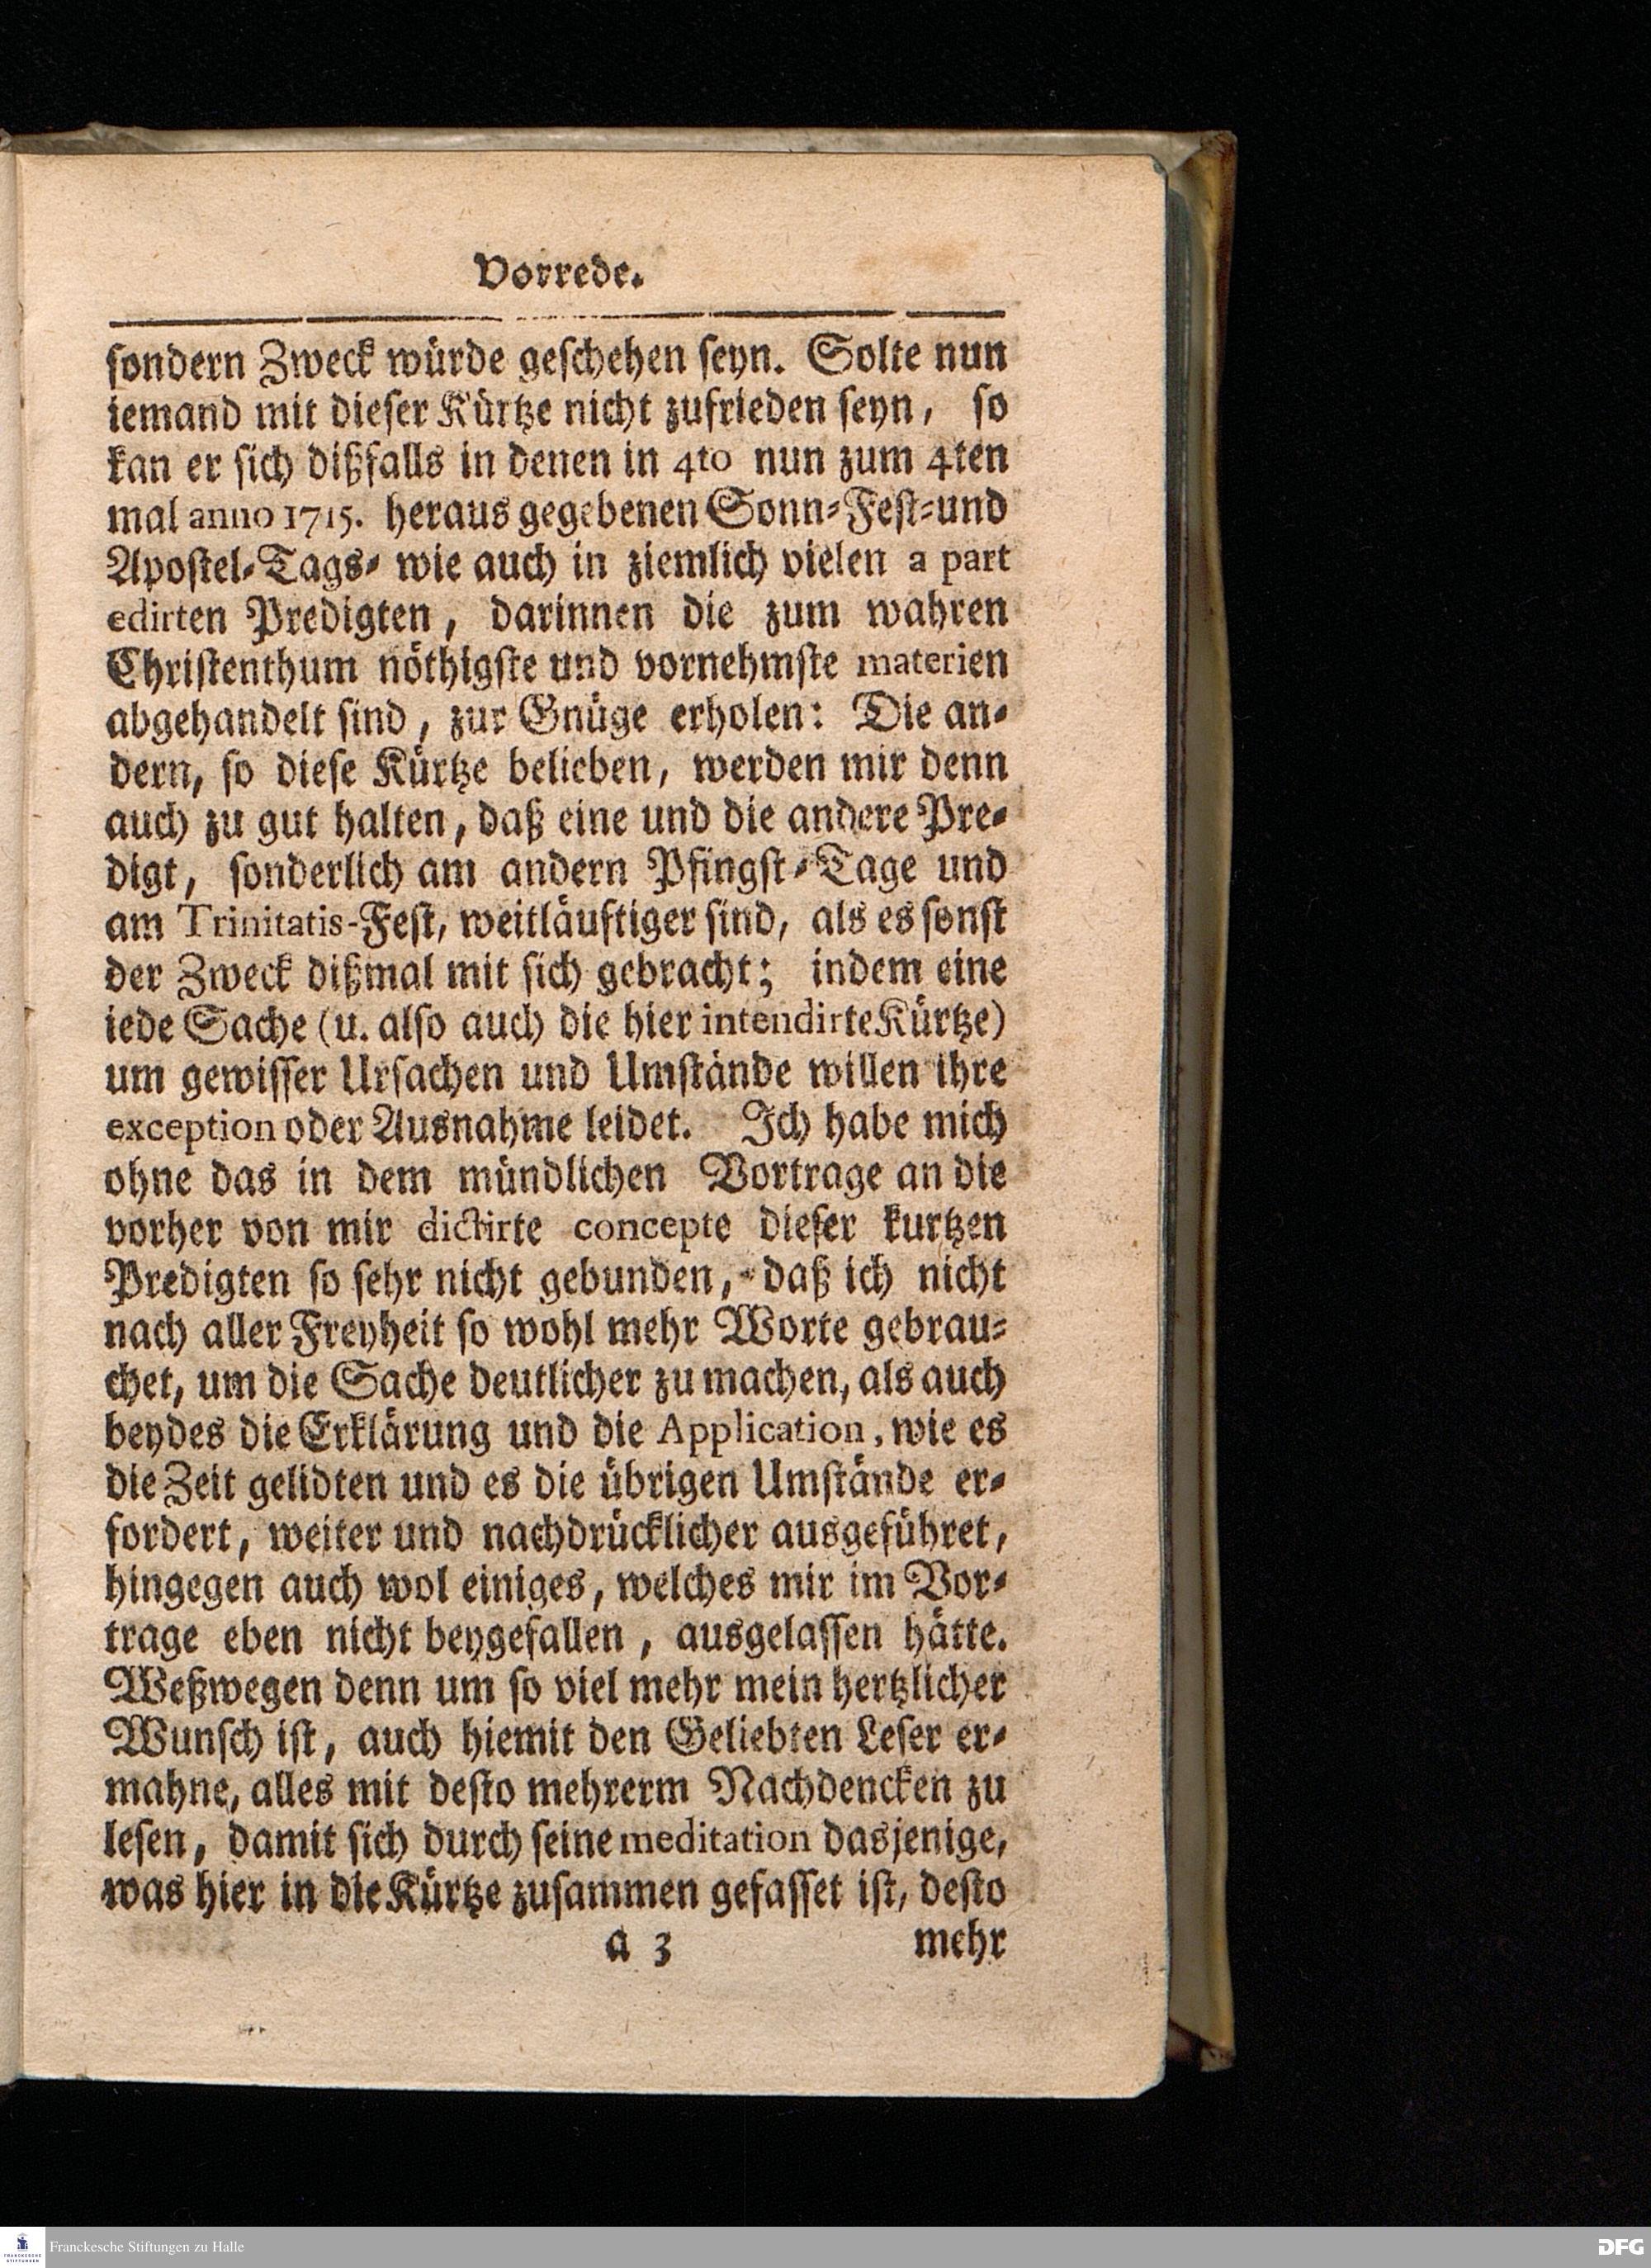 Vorrede.
sondern Zweck würde geschehen seyn. Solte nun
iemand mit dieser Kürtze nicht zufrieden seyn, so
kan er sich dißfalls in denen in 4to nun zum 4ten
mal anno 1715. heraus gegebenen Sonn-Fest-und
Apostel-Tags- wie auch in ziemlich vielen a part
edirten Predigten, darinnen die zum wahren
Christenthum nöthigste und vornehmste materien
abgehandelt sind, zur Gnüge erholen: Die an-
dern, so diese Kürtze belieben, werden mir denn
auch zu gut halten, daß eine und die andere Pre-
digt, sonderlich am andern Pfingst-Tage und
am Trinitatis-Fest, weitläuftiger sind, als es sonst
der Zweck dißmal mit sich gebracht; indem eine
iede Sache (u. also auch die hier intendirte Kürtze)
um gewisser Ursachen und Umstände willen ihre
exception oder Ausnahme leidet. Ich habe mich
ohne das in dem mündlichen Vortrage an die
vorher von mir dictirte concepte dieser kurtzen
Predigten so sehr nicht gebunden, daß ich nicht
nach aller Freyheit so wohl mehr Worte gebrau-
chet, um die Sache deutlicher zu machen, als auch
beydes die Erklärung und die Application, wie es
die Zeit gelidten und es die übrigen Umstände er-
fordert, weiter und nachdrücklicher ausgeführet,
hingegen auch wol einiges, welches mir im Vor-
trage eben nicht beygefallen, ausgelassen hätte.
Weßwegen denn um so viel mehr mein hertzlicher
Wunsch ist, auch hiemit den Geliebten Leser er-
mahne, alles mit desto mehrerm Nachdencken zu
lesen, damit sich durch seine meditation dasjenige,
was hier in die Kürtze zusammen gefasset ist, desto
a 3 mehr
FRANCKESCHE
STIFTUNGEN
Franckesche Stiftungen zu Halle
DFG